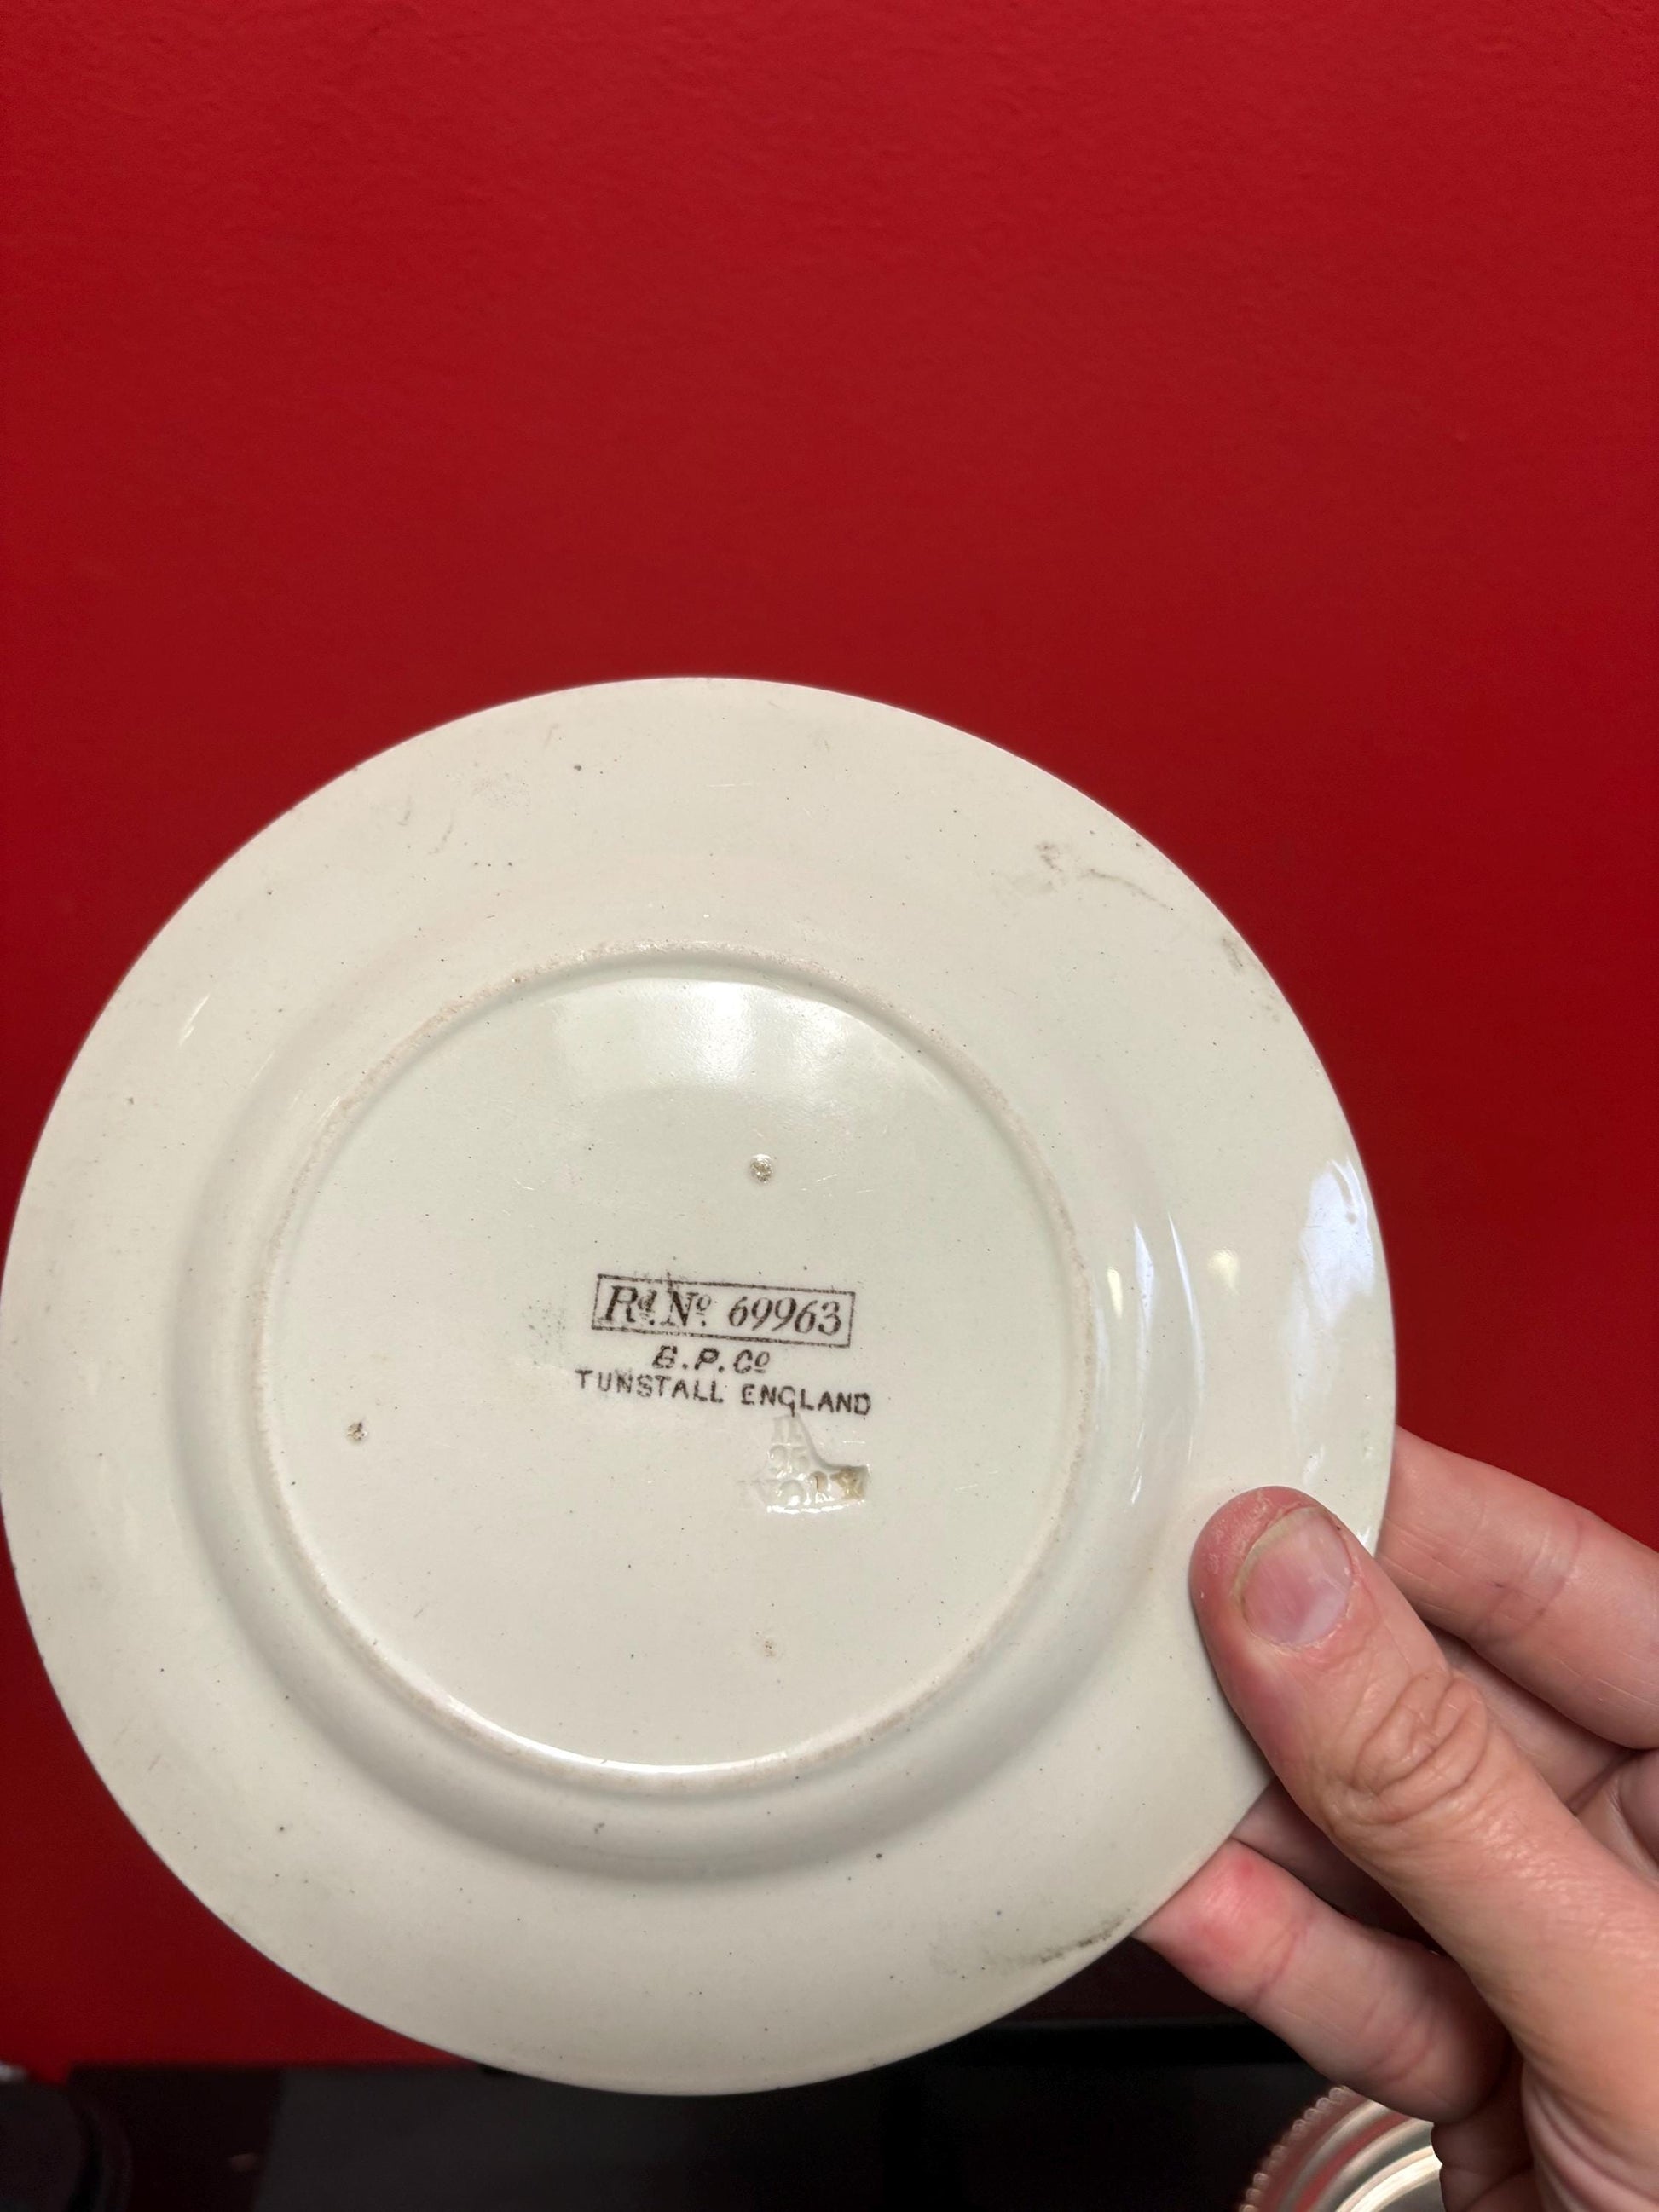 Rd. No. 69963
B.P.Co
TUNSTALL ENGLAND